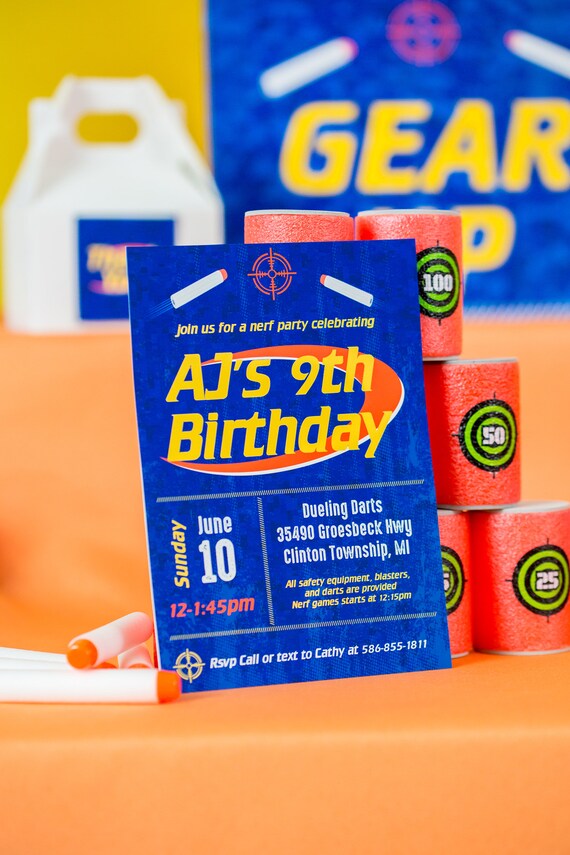 GEAR
UP
100
50
25
join us for a nerf party celebrating
AJ's 9th
Birthday
Sunday
June
10
12-1:45pm
Dueling Darts
35490 Groesbeck Hwy
Clinton Township, MI
All safety equipment, blasters,
and darts are provided
Nerf games starts at 12:15pm
Rsvp Call or text to Cathy at 586-855-1811